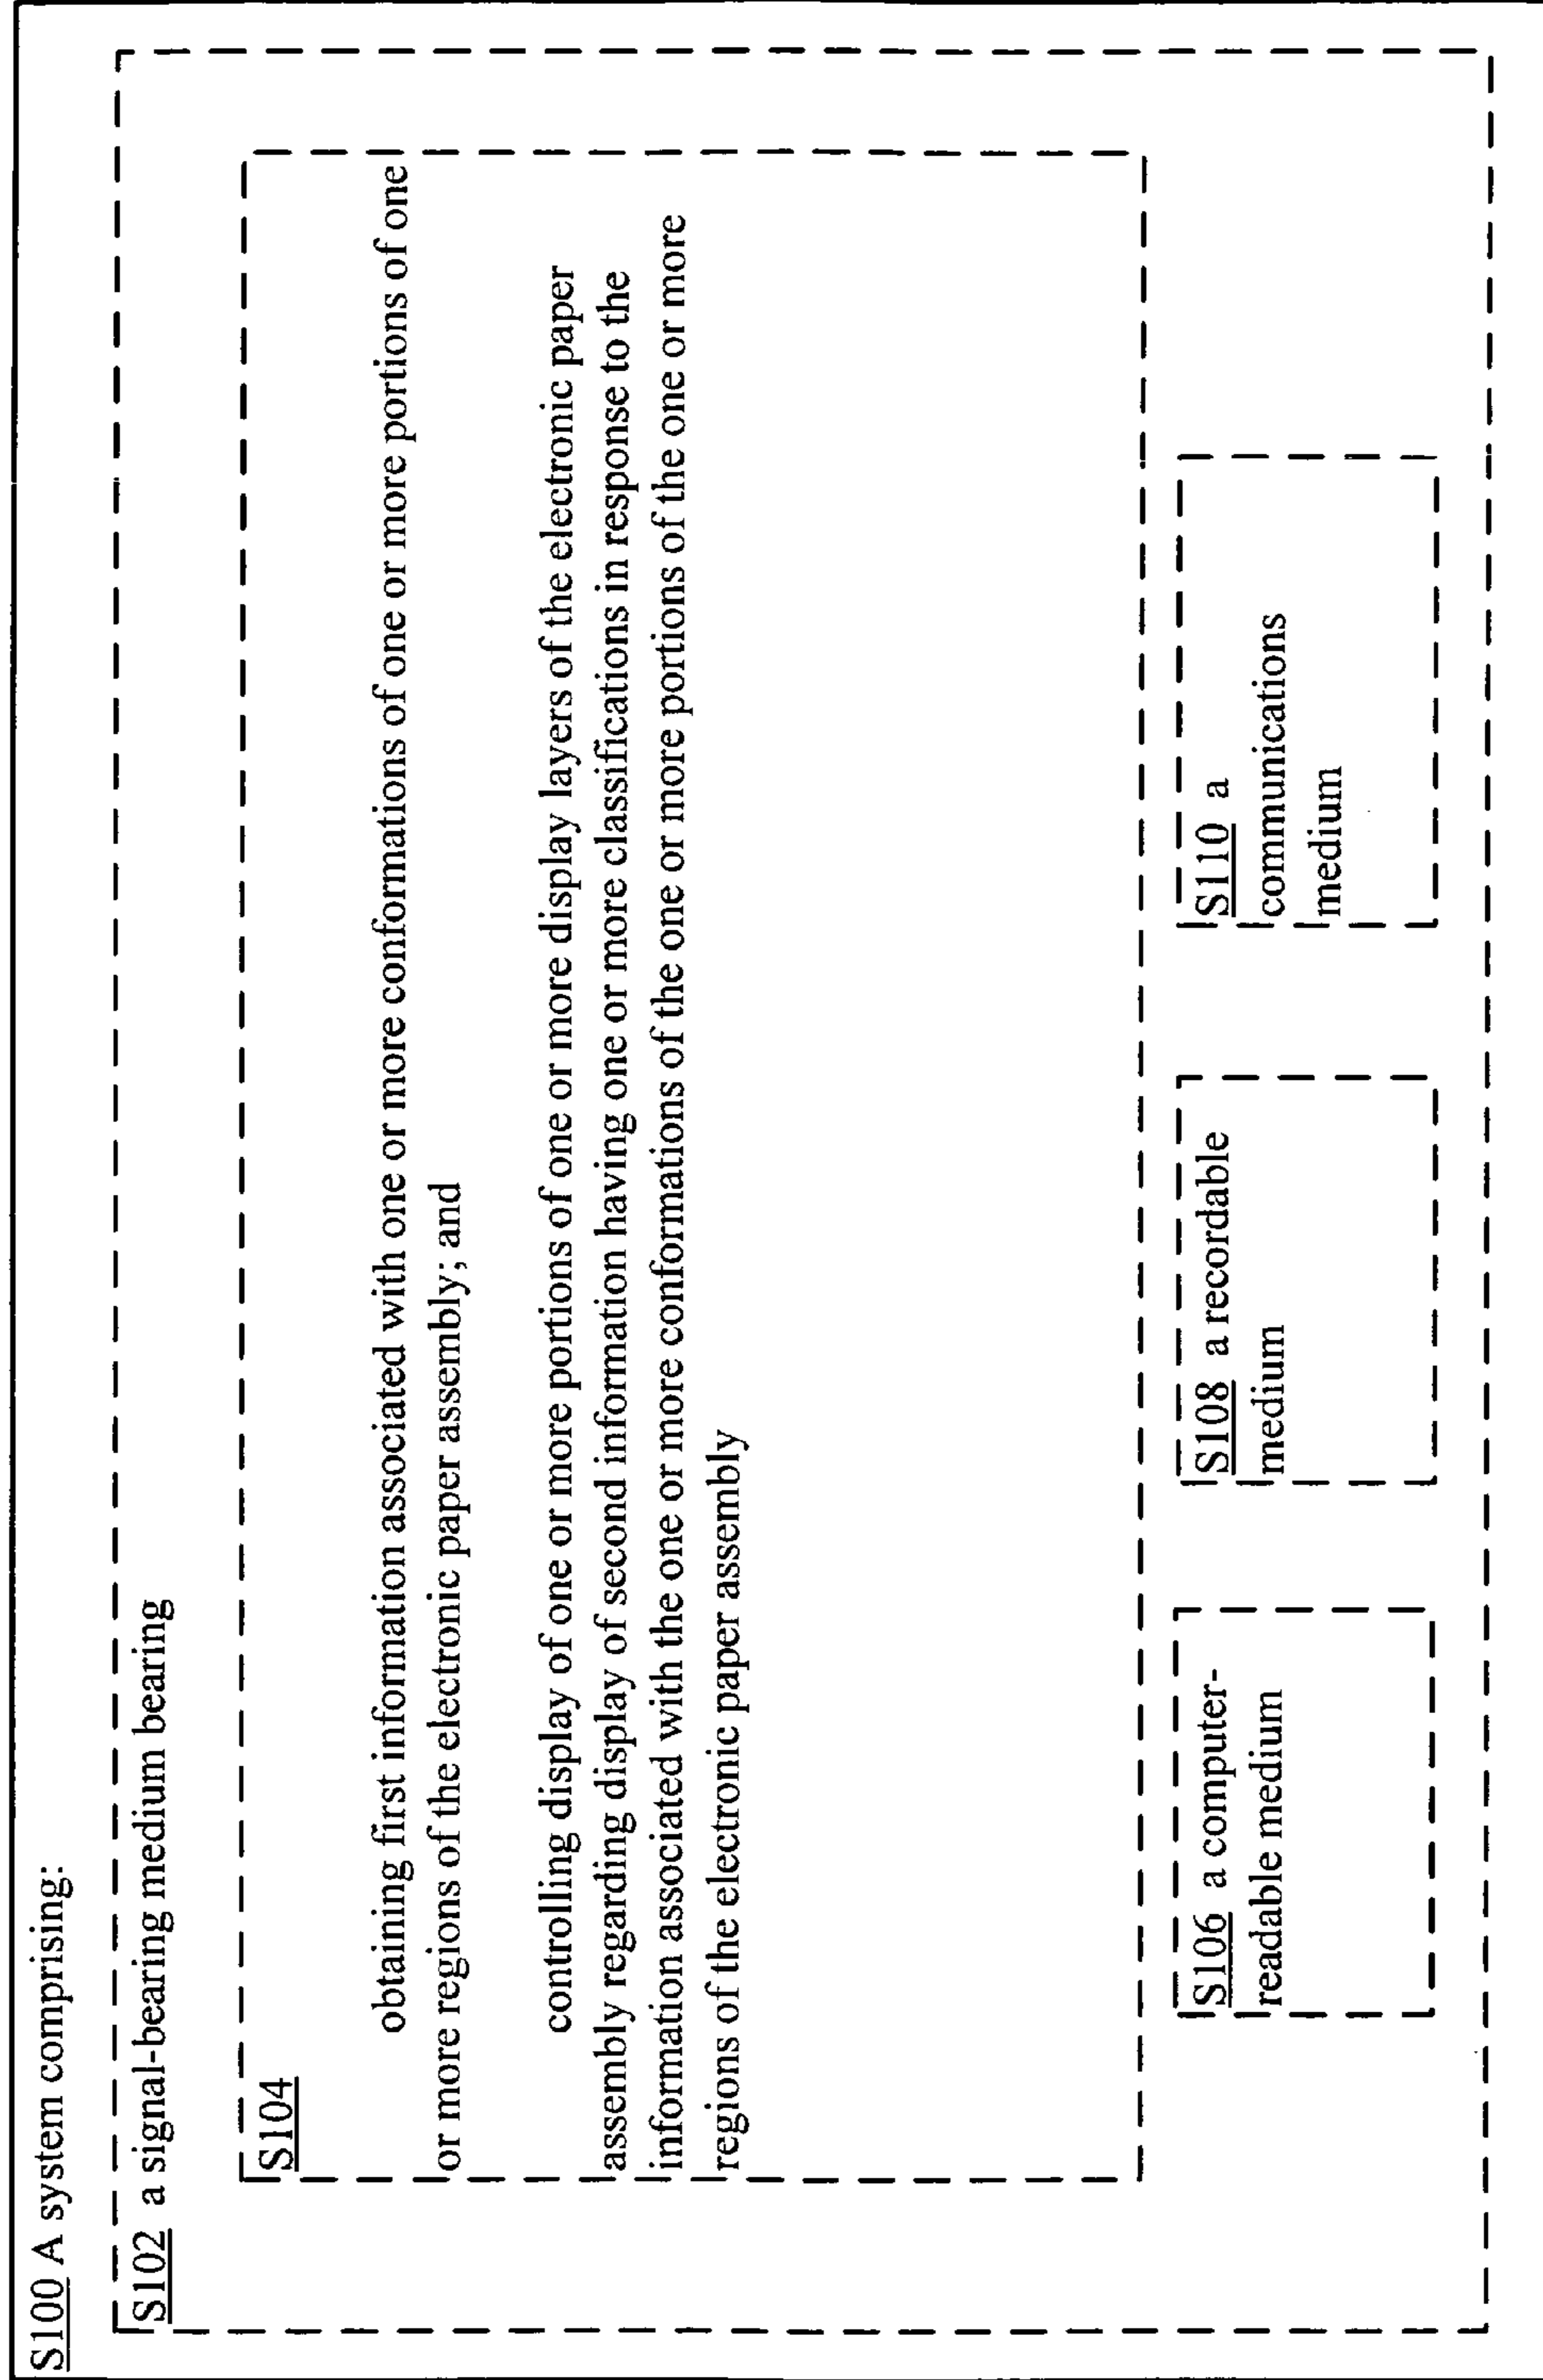 S100 A system comprising:
S102 a signal-bearing medium bearing
S104
obtaining first information associated with one or more conformations of one or more portions of one
or more regions of the electronic paper assembly; and
controlling display of one or more portions of one or more display layers of the electronic paper
assembly regarding display of second information having one or more classifications in response to the
information associated with the one or more conformations of the one or more portions of the one or more
regions of the electronic paper assembly
S106 a computer-
readable medium
S108 a recordable
medium
S110 a
communications
medium